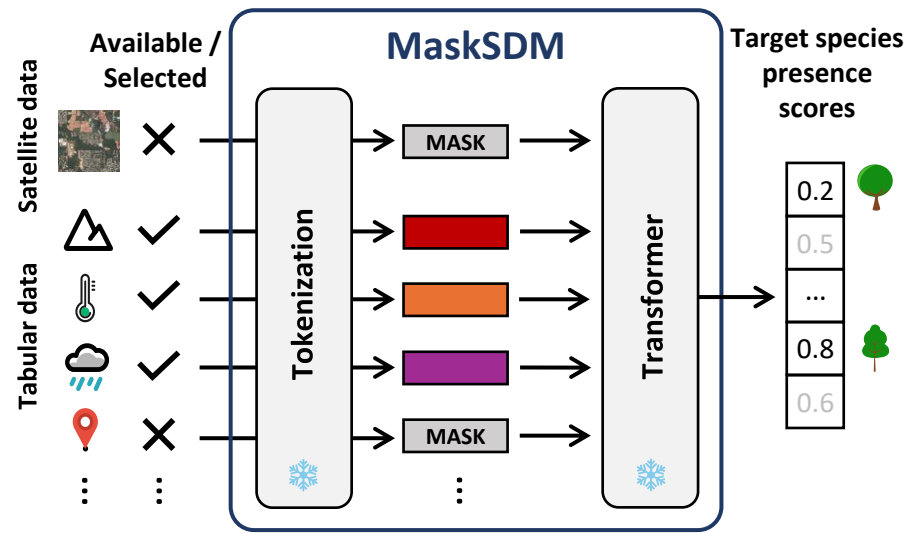 Available /
Selected
MaskSDM
Target species
presence
scores
Satellite data
Tabular data
Tokenization
MASK
MASK
Transformer
0.2
0.5
...
0.8
0.6